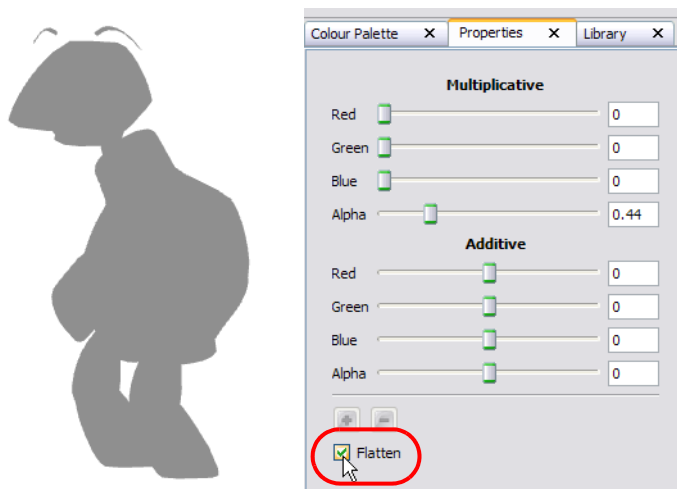 Colour Palette X Properties X Library X
Multiplicative
Red 0
Green 0
Blue 0
Alpha 0.44
Additive
Red 0
Green 0
Blue 0
Alpha 0
Flatten